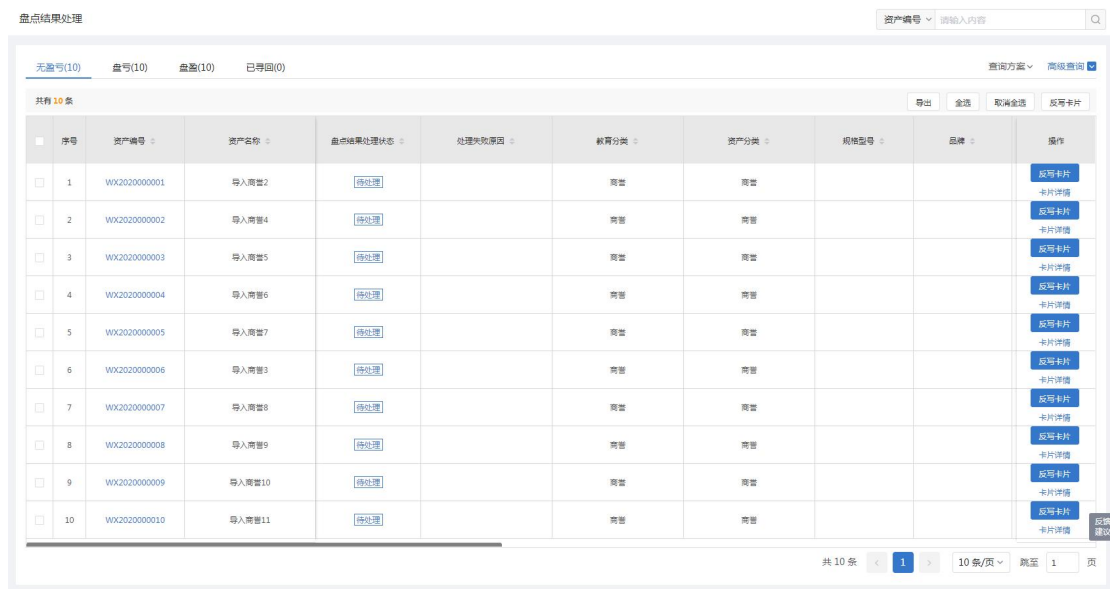 盘点结果处理
资产编号 请输入内容
无盈亏(10) 盘亏(10) 盘盈(10) 已寻回(0) 查询方案 高级查询
共有 10 条 导出 全选 取消全选 反写卡片
序号 资产编号 资产名称 盘点结果处理状态 处理失败原因 教育分类 资产分类 规格型号 品牌 操作
1 WX2020000001 导入商誉2 待处理 商誉 商誉 反写卡片
卡片详情
2 WX2020000002 导入商誉4 待处理 商誉 商誉 反写卡片
卡片详情
3 WX2020000003 导入商誉5 待处理 商誉 商誉 反写卡片
卡片详情
4 WX2020000004 导入商誉6 待处理 商誉 商誉 反写卡片
卡片详情
5 WX2020000005 导入商誉7 待处理 商誉 商誉 反写卡片
卡片详情
6 WX2020000006 导入商誉3 待处理 商誉 商誉 反写卡片
卡片详情
7 WX2020000007 导入商誉8 待处理 商誉 商誉 反写卡片
卡片详情
8 WX2020000008 导入商誉9 待处理 商誉 商誉 反写卡片
卡片详情
9 WX2020000009 导入商誉10 待处理 商誉 商誉 反写卡片
卡片详情
10 WX2020000010 导入商誉11 待处理 商誉 商誉 反写卡片
卡片详情
反馈
建议
共 10 条 < 1 > 10 条/页 跳至 1 页